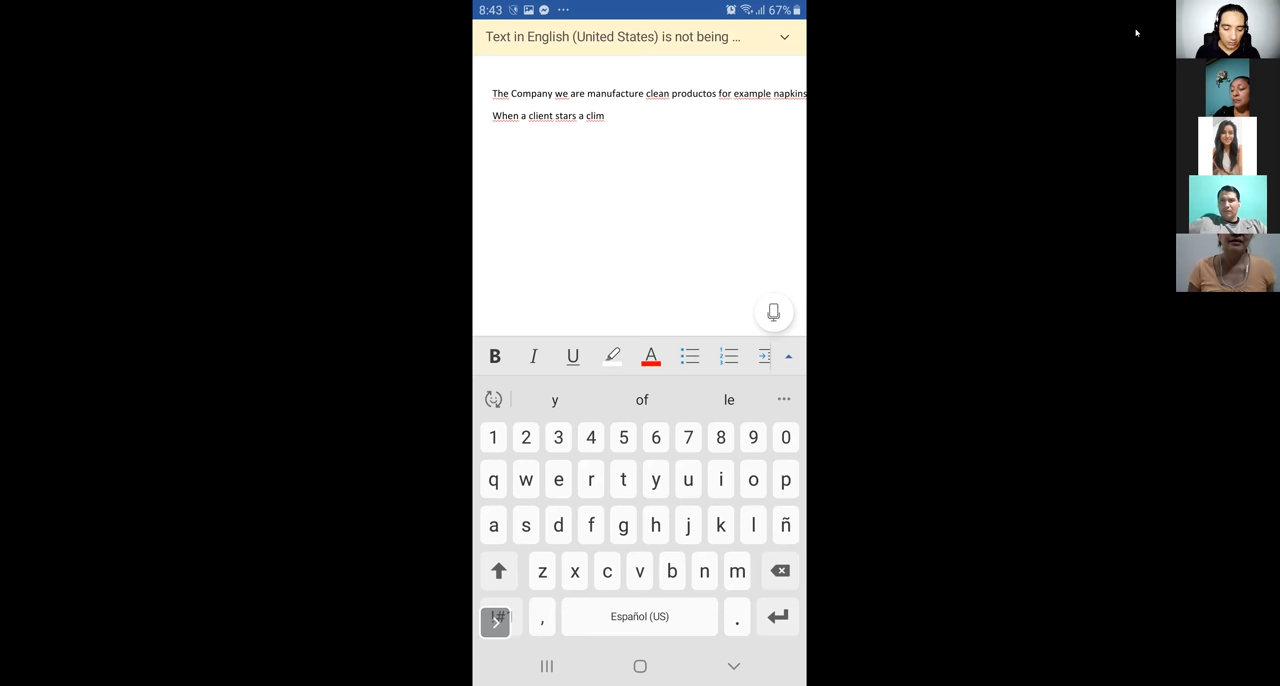 8:43 67%
Text in English (United States) is not being ...
The Company we are manufacture clean productos for example napkins
When a client stars a clim
B I U A
y of le
1 2 3 4 5 6 7 8 9 0
q w e r t y u i o p
a s d f g h j k l ñ
z x c v b n m
!#1 , Español (US) .